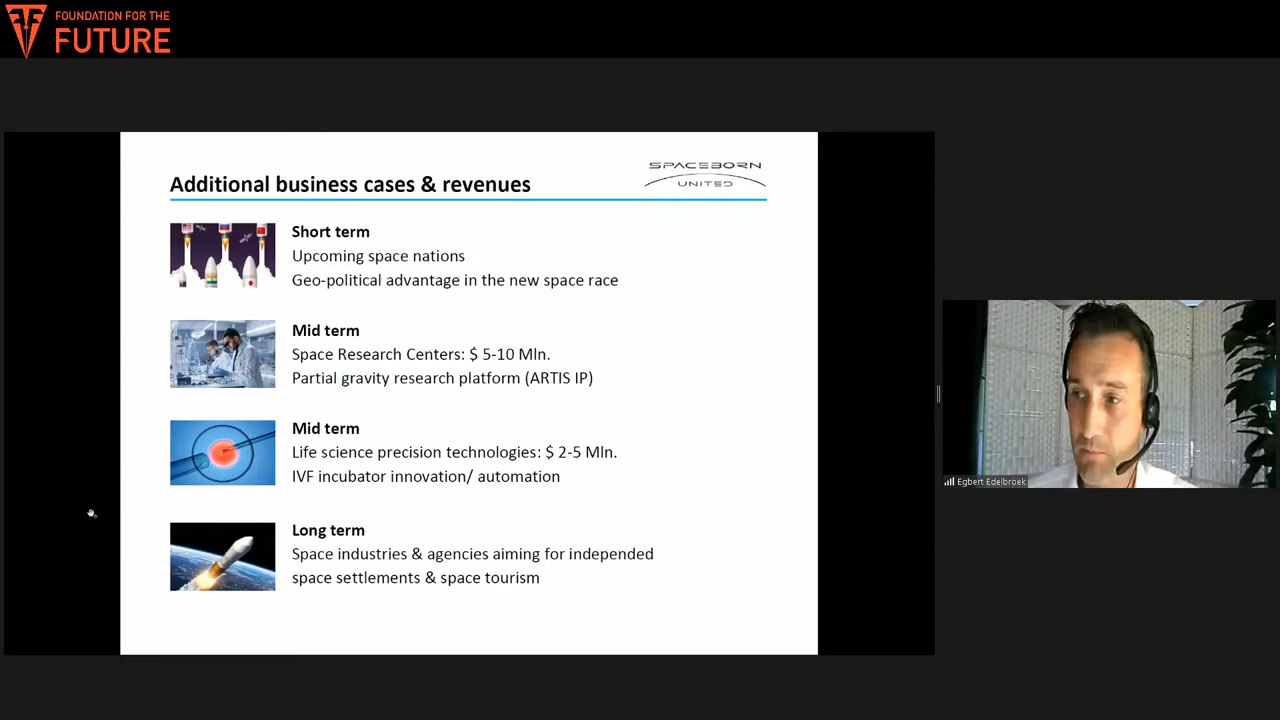 FOUNDATION FOR THE
FUTURE
SPACEBORN
UNITED
Additional business cases & revenues
Short term
Upcoming space nations
Geo-political advantage in the new space race
Mid term
Space Research Centers: $ 5-10 Mln.
Partial gravity research platform (ARTIS IP)
Mid term
Life science precision technologies: $ 2-5 Mln.
IVF incubator innovation/ automation
Long term
Space industries & agencies aiming for independed
space settlements & space tourism
Egbert Edelbroek